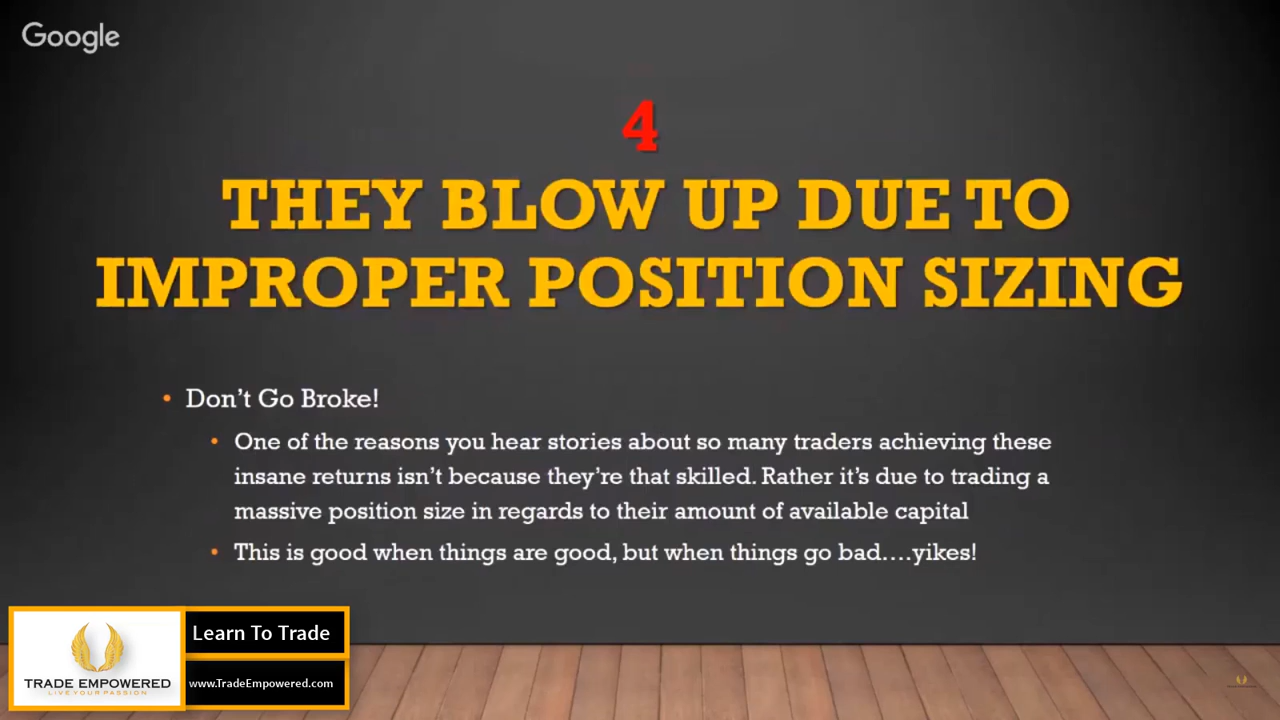 Google
4
THEY BLOW UP DUE TO
IMPROPER POSITION SIZING
• Don't Go Broke!
• One of the reasons you hear stories about so many traders achieving these
insane returns isn't because they're that skilled. Rather it's due to trading a
massive position size in regards to their amount of available capital
• This is good when things are good, but when things go bad….yikes!
TRADE EMPOWERED
LIVE YOUR PASSION
Learn To Trade
www.TradeEmpowered.com